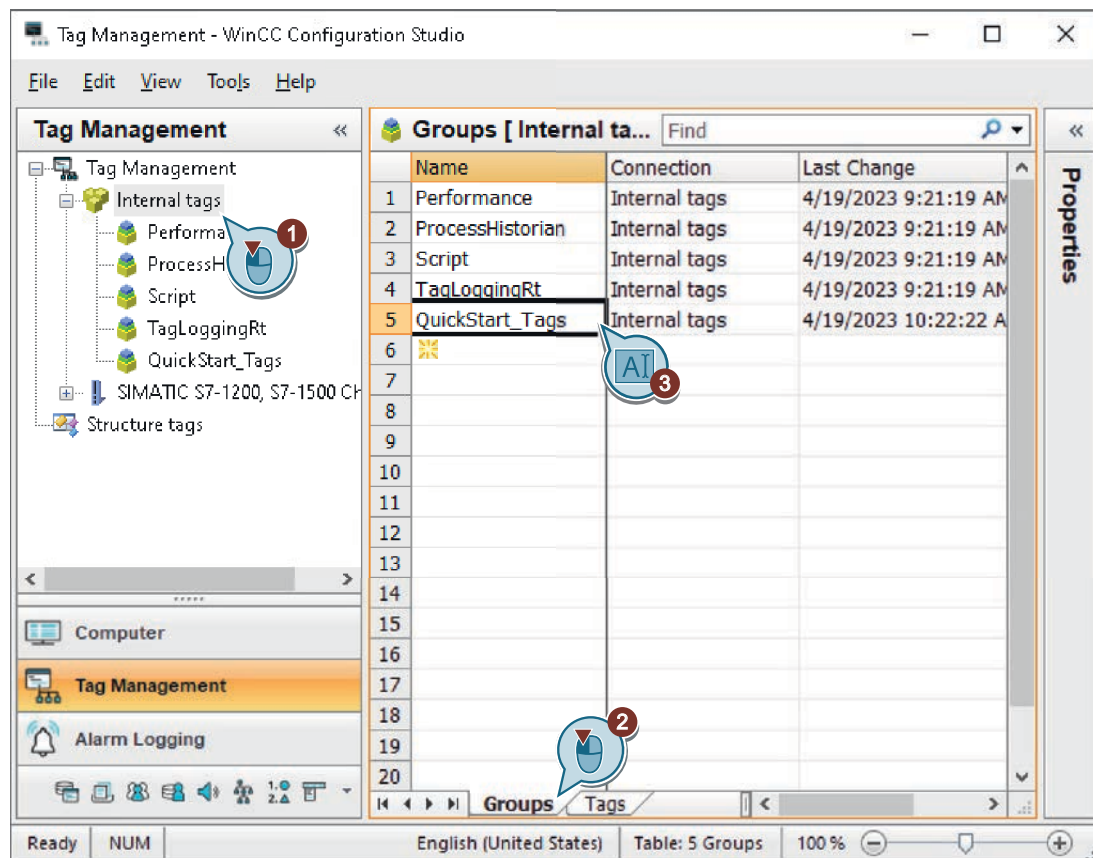 Tag Management - WinCC Configuration Studio
File Edit View Tools Help
Tag Management «
Tag Management
Internal tags
Performa
ProcessH
Script
TagLoggingRt
QuickStart_Tags
SIMATIC S7-1200, S7-1500 Ch
Structure tags
1
Computer
Tag Management
Alarm Logging
Groups [ Internal ta... Find
Name Connection Last Change
1 Performance Internal tags 4/19/2023 9:21:19 AM
2 ProcessHistorian Internal tags 4/19/2023 9:21:19 AM
3 Script Internal tags 4/19/2023 9:21:19 AM
4 TagLoggingRt Internal tags 4/19/2023 9:21:19 AM
5 QuickStart_Tags Internal tags 4/19/2023 10:22:22 A
6
AI
3
7
8
9
10
11
12
13
14
15
16
17
18
19
20
2
Groups Tags
«
Properties
Ready NUM English (United States) Table: 5 Groups 100 %